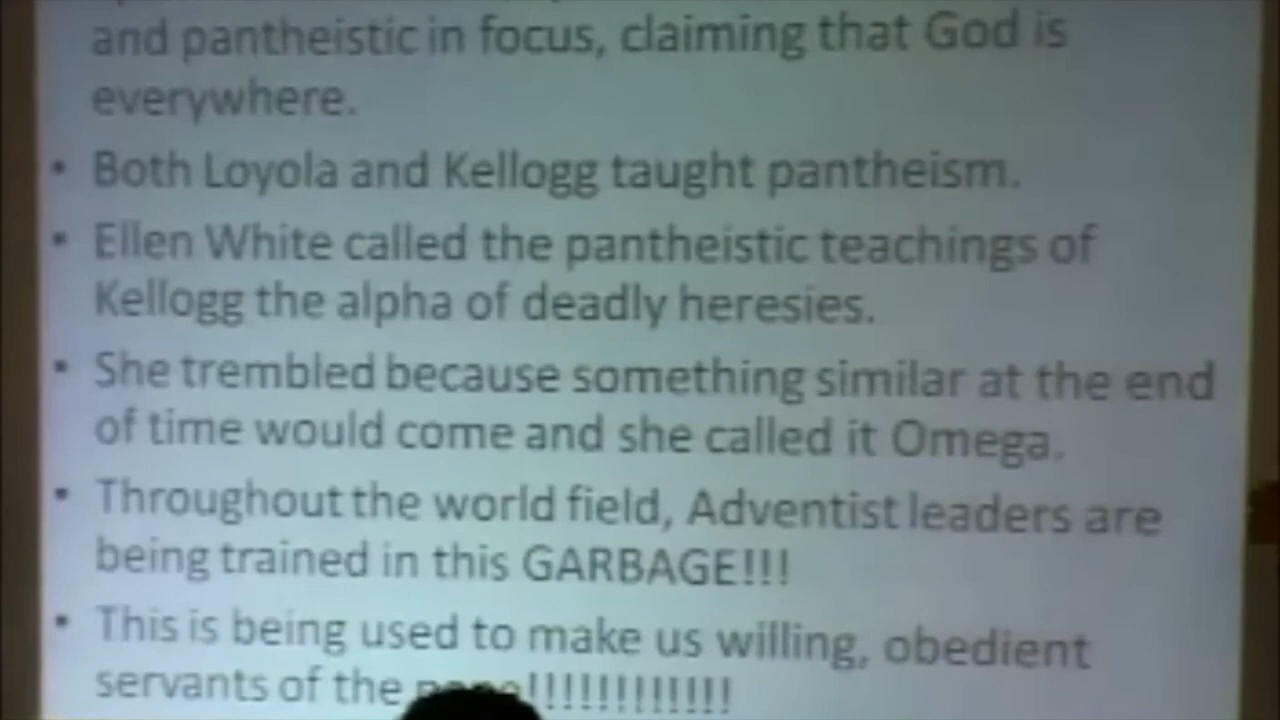 and pantheistic in focus, claiming that God is
everywhere.
• Both Loyola and Kellogg taught pantheism.
• Ellen White called the pantheistic teachings of
Kellogg the alpha of deadly heresies.
• She trembled because something similar at the end
of time would come and she called it Omega.
• Throughout the world field, Adventist leaders are
being trained in this GARBAGE!!!
• This is being used to make us willing, obedient
servants of the !!!!!!!!!!!!!